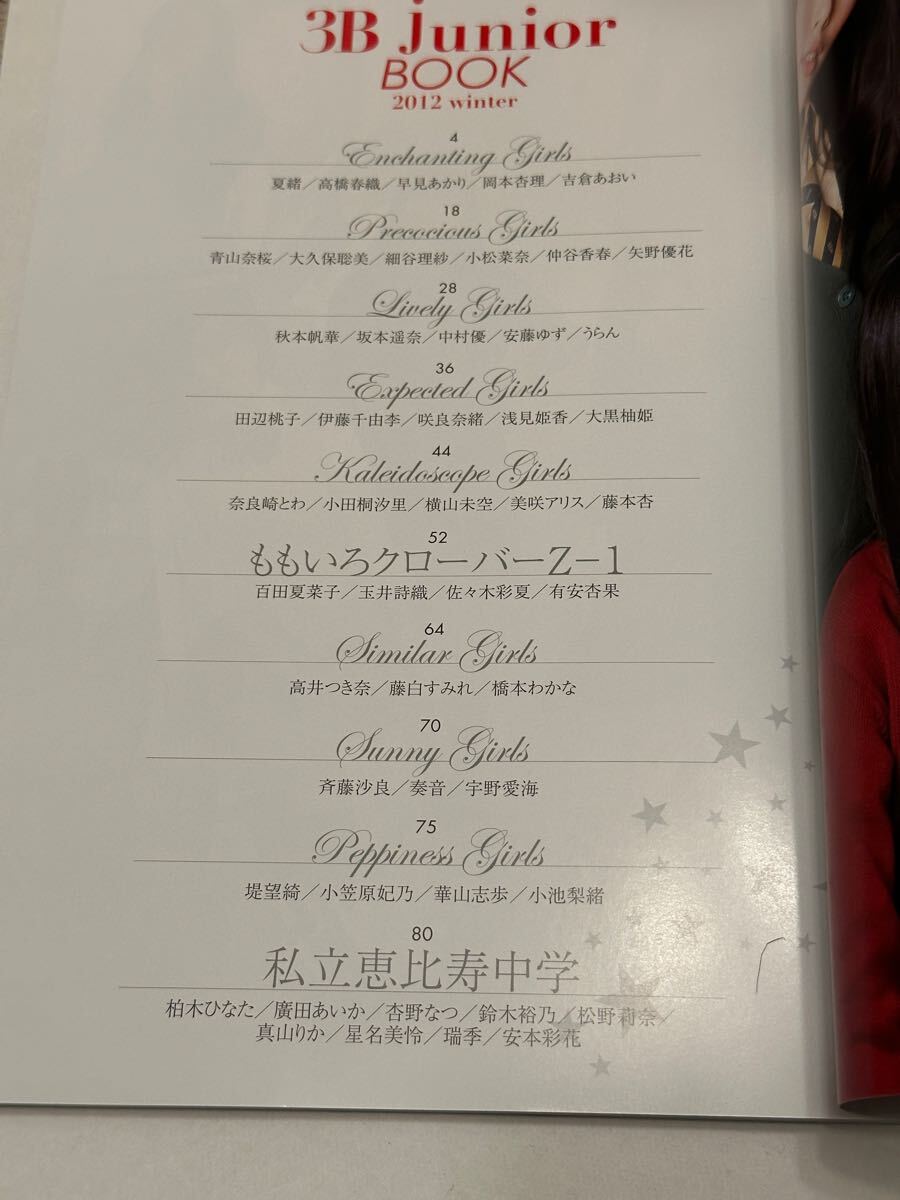 3B junior
BOOK
2012 winter
4
Enchanting Girls
夏緒／高橋春織／早見あかり／岡本杏理／吉倉あおい
18
Precocious Girls
青山奈桜／大久保聡美／細谷理紗／小松菜奈／仲谷香春／矢野優花
28
Lively Girls
秋本帆華／坂本遥奈／中村優／安藤ゆず／うらん
36
Expected Girls
田辺桃子／伊藤千由李／咲良奈緒／浅見姫香／大黒柚姫
44
Kaleidoscope Girls
奈良崎とわ／小田桐汐里／横山未空／美咲アリス／藤本杏
52
ももいろクローバーZ−1
百田夏菜子／玉井詩織／佐々木彩夏／有安杏果
64
Similar Girls
高井つき奈／藤白すみれ／橋本わかな
70
Sunny Girls
斉藤沙良／奏音／宇野愛海
75
Peppiness Girls
堤望綺／小笠原妃乃／華山志歩／小池梨緒
80
私立恵比寿中学
柏木ひなた／廣田あいか／杏野なつ／鈴木裕乃／松野莉奈／
真山りか／星名美怜／瑞季／安本彩花